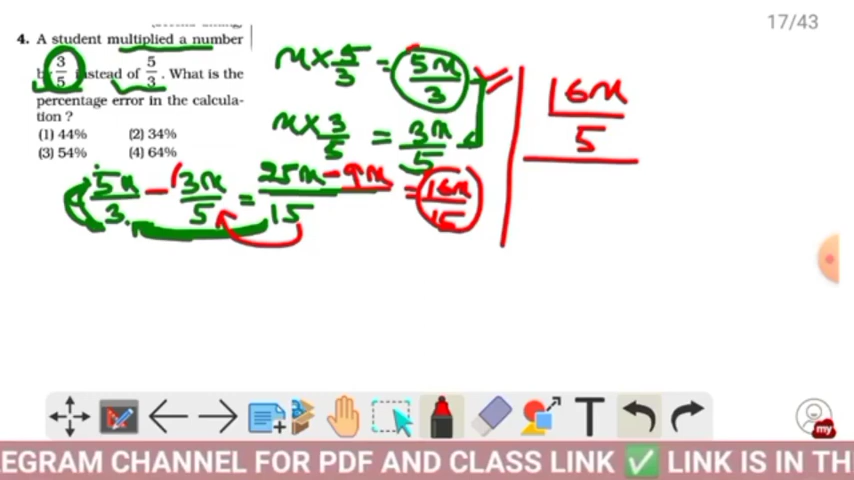 17/43
4. A student multiplied a number
by 3/5 instead of 5/3. What is the
percentage error in the calcula-
tion ?
(1) 44% (2) 34%
(3) 54% (4) 64%
x × 5/3 = 5x/3
x × 3/5 = 3x/5
5x/3 - 3x/5 = 25x - 9x/15 = 16x/15
16x/5
T
my
LEGRAM CHANNEL FOR PDF AND CLASS LINK ✅ LINK IS IN TH